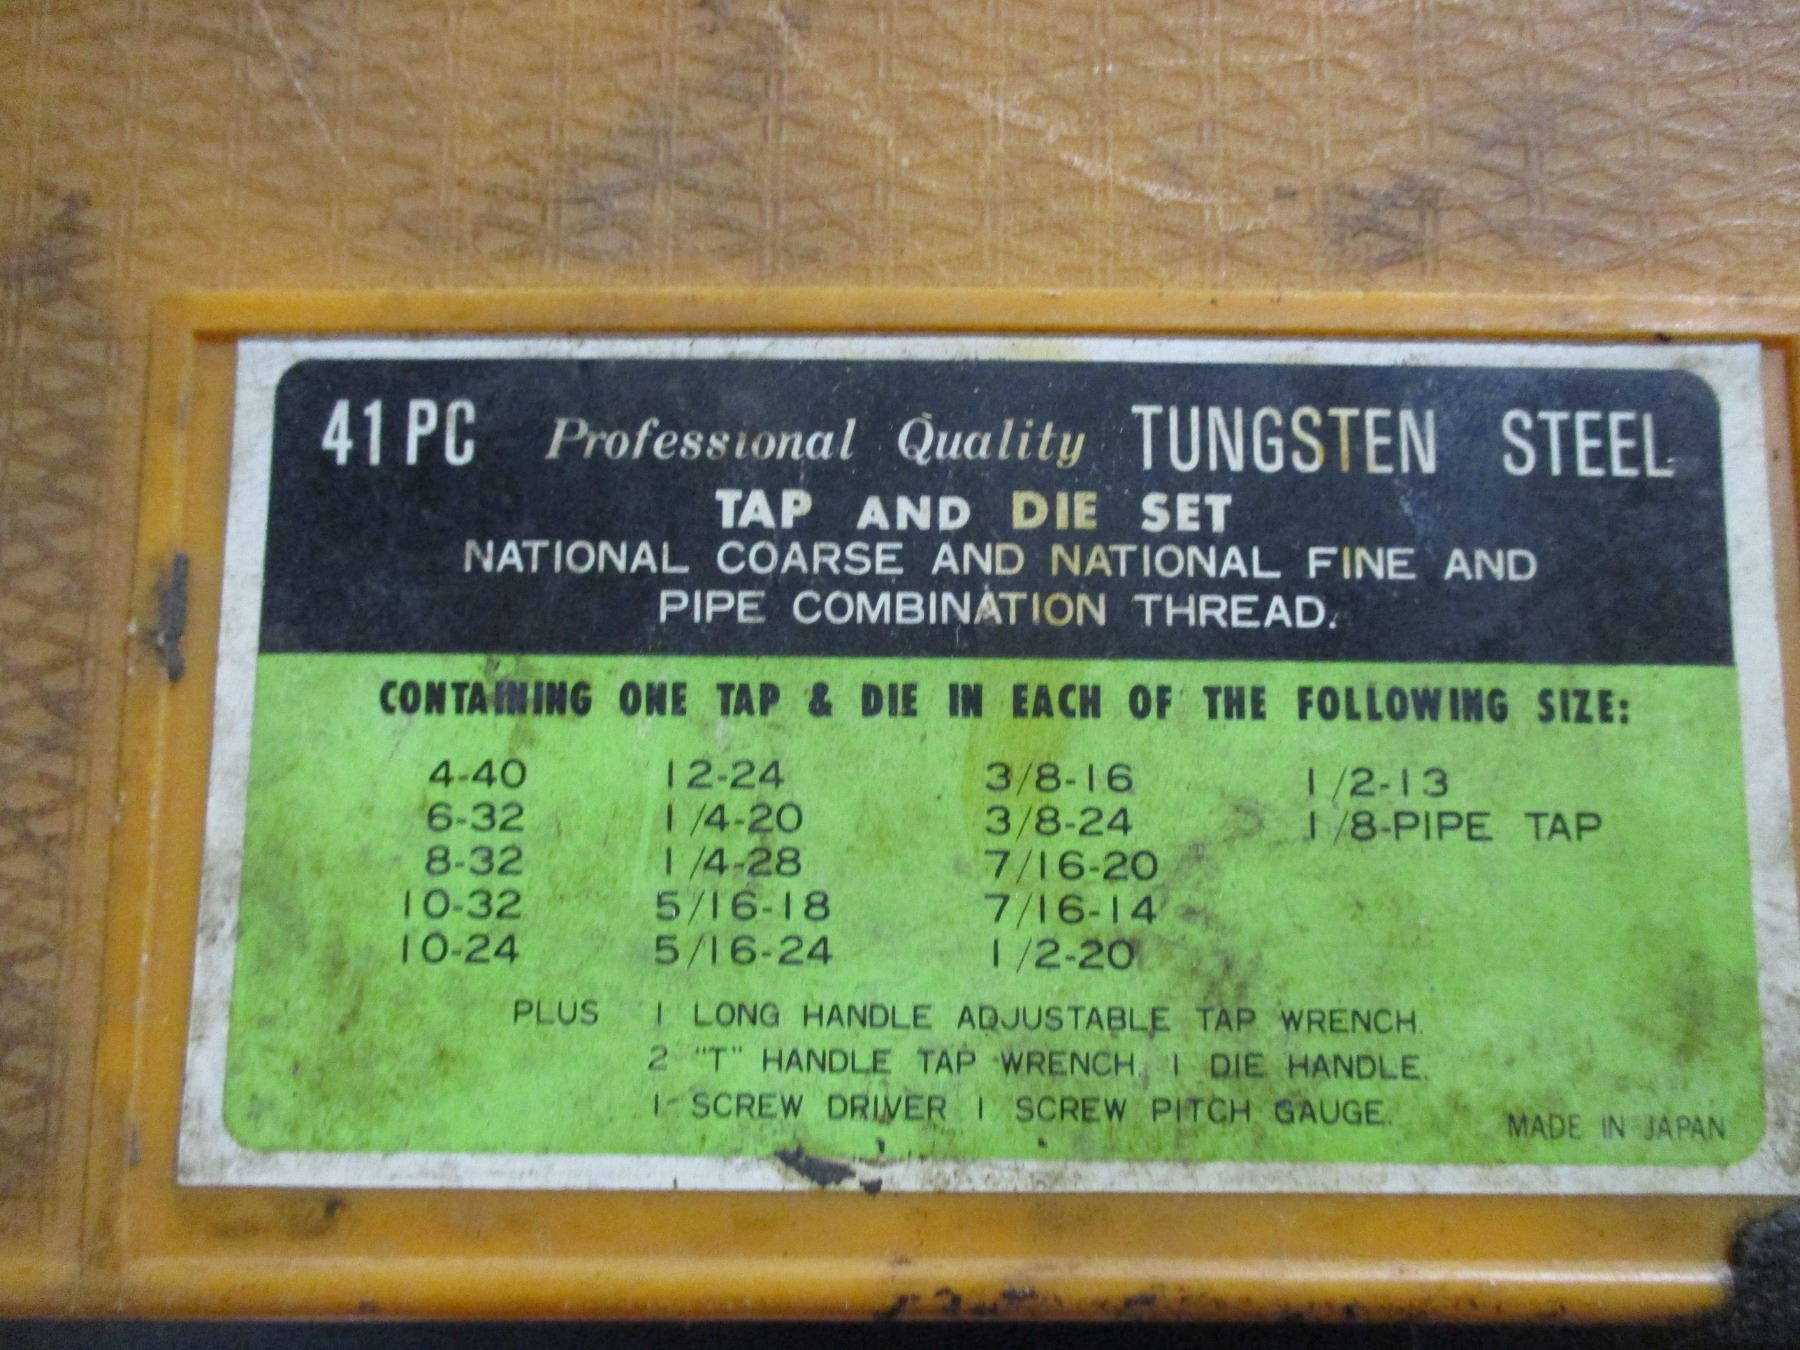 41 PC Professional Quality TUNGSTEN STEEL
TAP AND DIE SET
NATIONAL COARSE AND NATIONAL FINE AND
PIPE COMBINATION THREAD.
CONTAINING ONE TAP & DIE IN EACH OF THE FOLLOWING SIZE:
4-40 12-24 3/8-16 1/2-13
6-32 1/4-20 3/8-24 1/8-PIPE TAP
8-32 1/4-28 7/16-20
10-32 5/16-18 7/16-14
10-24 5/16-24 1/2-20
PLUS 1 LONG HANDLE ADJUSTABLE TAP WRENCH.
2 "T" HANDLE TAP WRENCH, 1 DIE HANDLE.
1 SCREW DRIVER 1 SCREW PITCH GAUGE.
MADE IN JAPAN